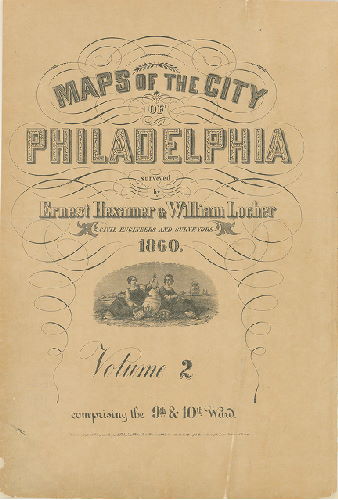 MAPS OF THE CITY
OF
PHILADELPHIA
surveyed
by
Ernest Hexamer & William Locher
CIVIL ENGINEERS AND SURVEYORS
1860.
Volume 2
comprising the 9th & 10th Ward.